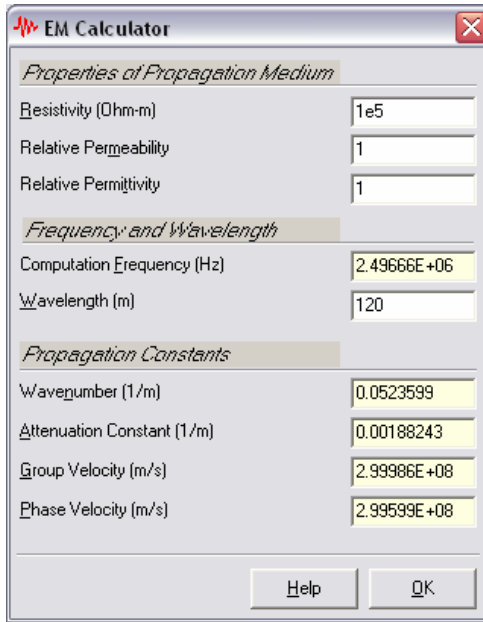 EM Calculator
Properties of Propagation Medium
Resistivity (Ohm-m) 1e5
Relative Permeability 1
Relative Permittivity 1
Frequency and Wavelength
Computation Frequency (Hz) 2.49666E+06
Wavelength (m) 120
Propagation Constants
Wavenumber (1/m) 0.0523599
Attenuation Constant (1/m) 0.00188243
Group Velocity (m/s) 2.99986E+08
Phase Velocity (m/s) 2.99599E+08
Help OK